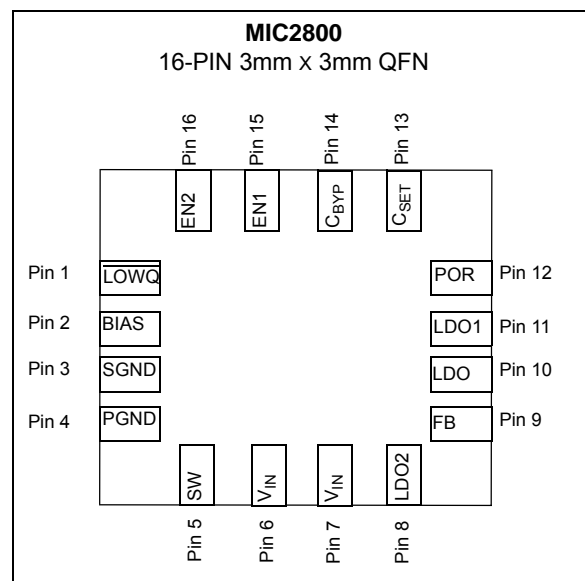 MIC2800
16-PIN 3mm x 3mm QFN
Pin 16
Pin 15
Pin 14
Pin 13
EN2
EN1
CBYP
CSET
Pin 1
LOWQ
POR
Pin 12
Pin 2
BIAS
LDO1
Pin 11
Pin 3
SGND
LDO
Pin 10
Pin 4
PGND
FB
Pin 9
SW
VIN
VIN
LDO2
Pin 5
Pin 6
Pin 7
Pin 8